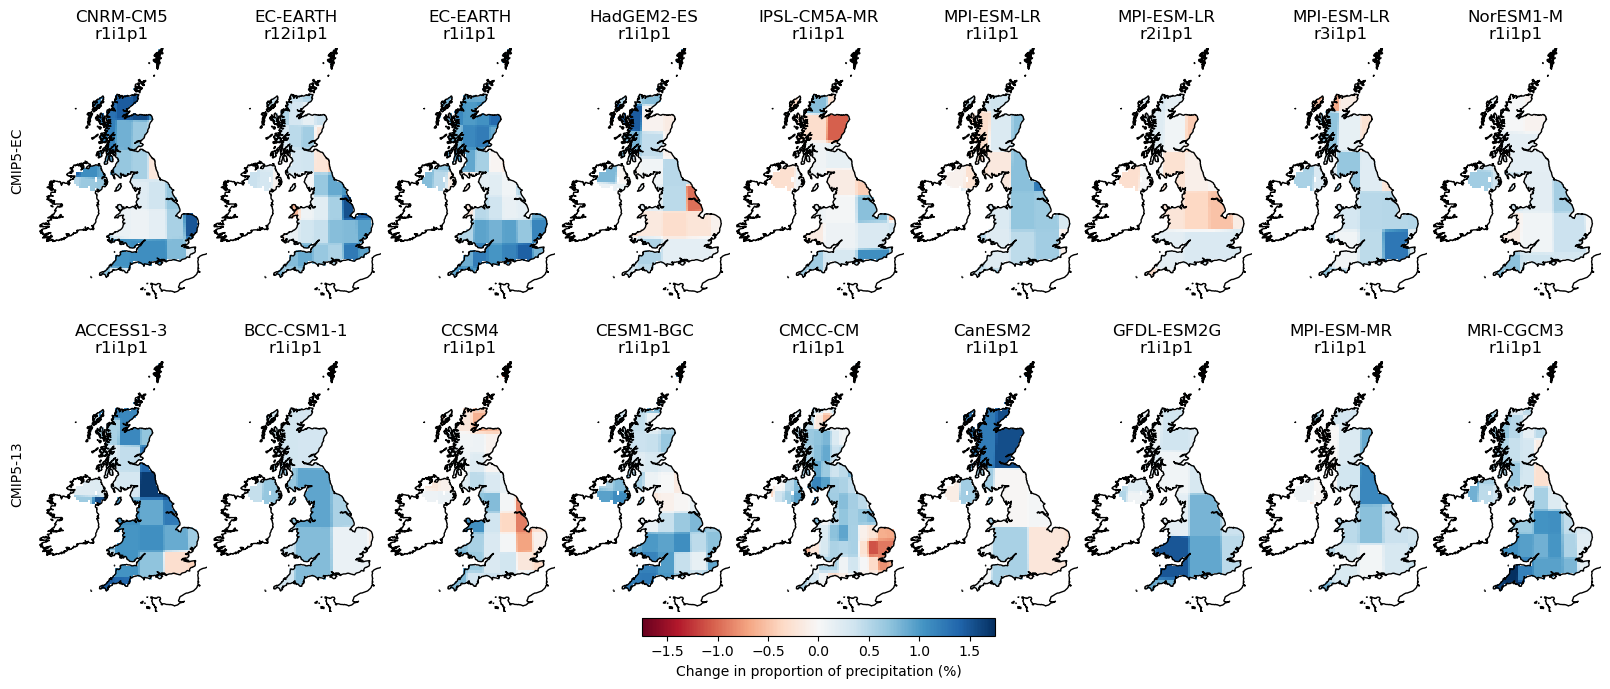 CNRM-CM5 EC-EARTH EC-EARTH HadGEM2-ES IPSL-CM5A-MR MPI-ESM-LR MPI-ESM-LR MPI-ESM-LR NorESM1-M
r1i1p1 r12i1p1 r1i1p1 r1i1p1 r1i1p1 r1i1p1 r2i1p1 r3i1p1 r1i1p1
CMIP5-EC
ACCESS1-3 BCC-CSM1-1 CCSM4 CESM1-BGC CMCC-CM CanESM2 GFDL-ESM2G MPI-ESM-MR MRI-CGCM3
r1i1p1 r1i1p1 r1i1p1 r1i1p1 r1i1p1 r1i1p1 r1i1p1 r1i1p1 r1i1p1
CMIP5-13
−1.5 −1.0 −0.5 0.0 0.5 1.0 1.5
Change in proportion of precipitation (%)